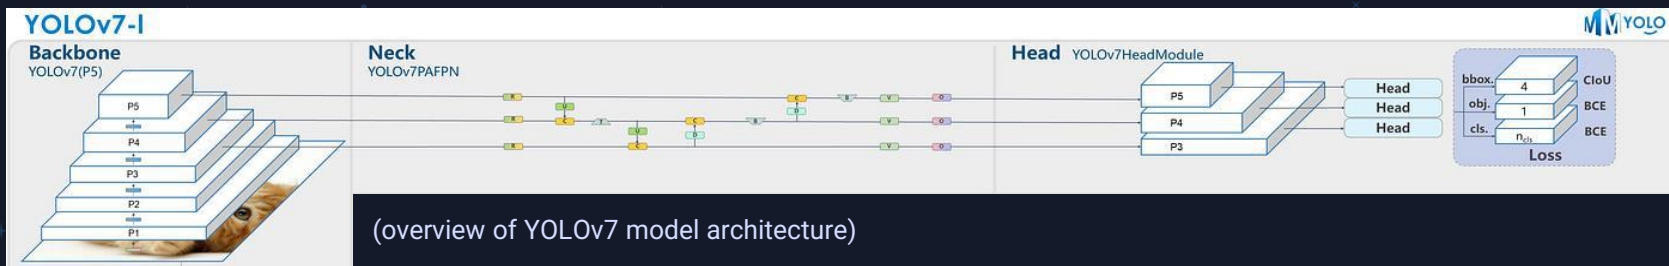 YOLOv7-l
MMYOLO
Backbone
YOLOv7(P5)
P5
P4
P3
P2
P1
Neck
YOLOv7PAFPN
R
U
C
B
V
O
R
C
T
U
C
D
B
D
V
O
R
C
V
O
Head YOLOv7HeadModule
P5
P4
P3
Head
Head
Head
bbox. 4 CIoU
obj. 1 BCE
cls. ncls BCE
Loss
(overview of YOLOv7 model architecture)